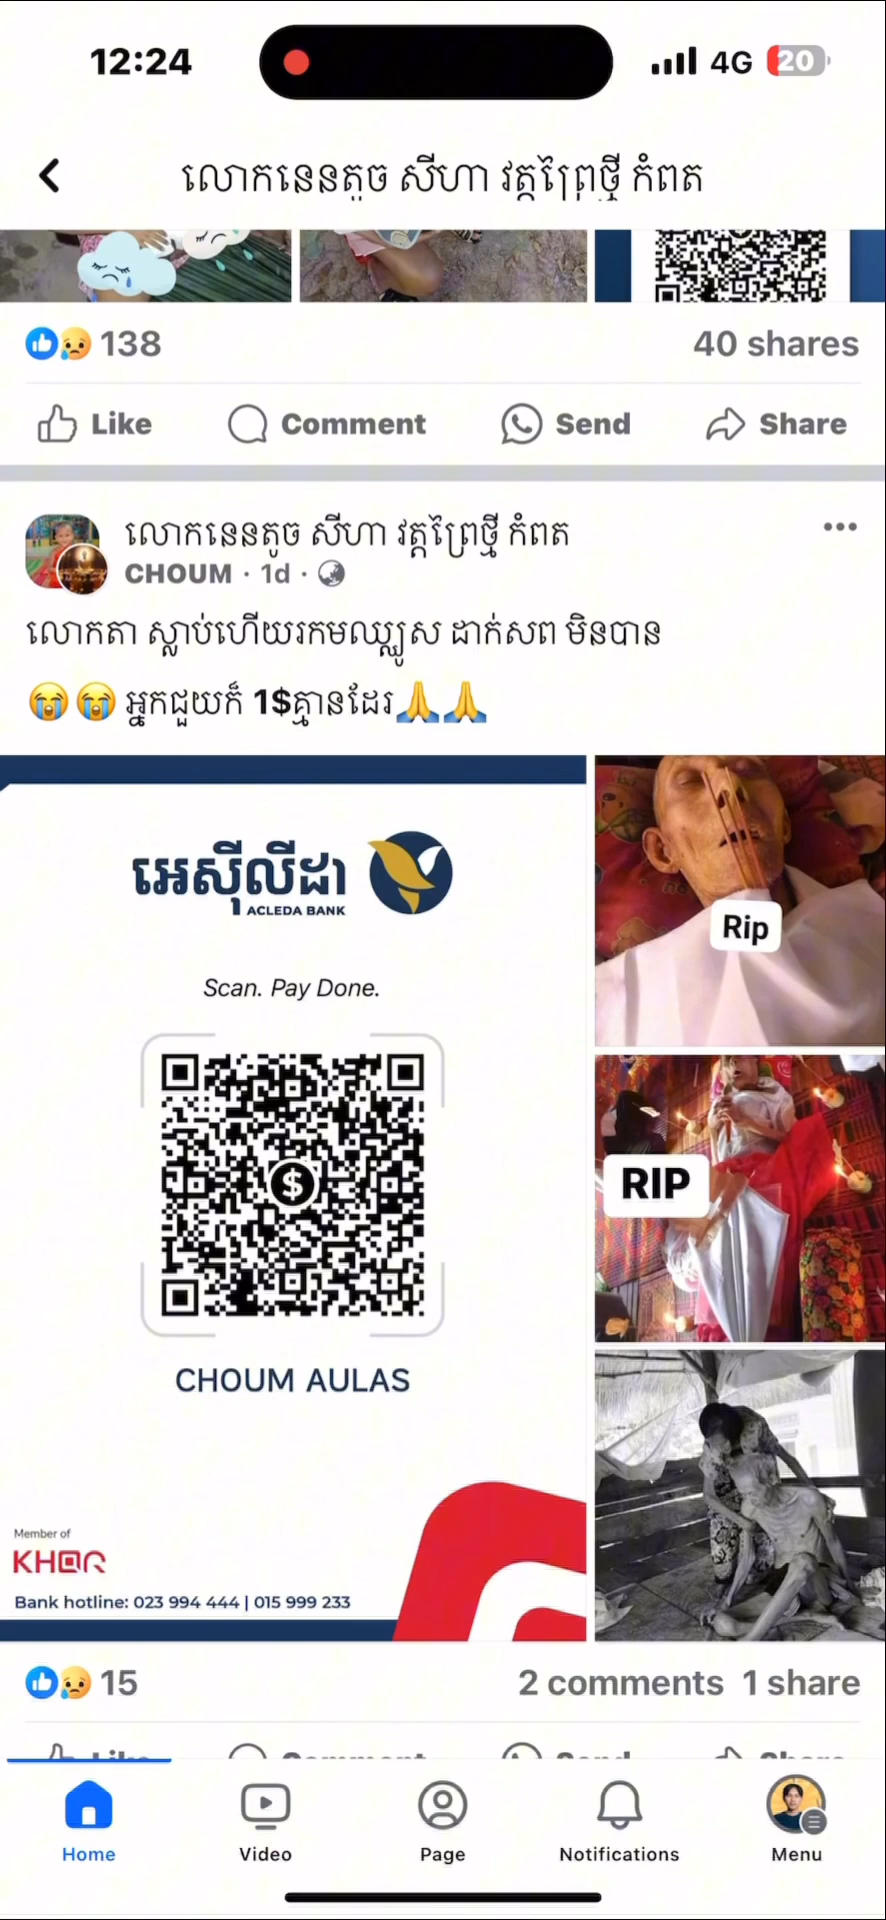 12:24
4G
20
លោកនេនតូច សីហា វត្តព្រៃថ្មី កំពត
138
40 shares
Like
Comment
Send
Share
លោកនេនតូច សីហា វត្តព្រៃថ្មី កំពត
CHOUM · 1d ·
លោកតា ស្លាប់ហើយរកមឈ្ឈូស ដាក់សព មិនបាន
😭😭 អ្នកជួយក៏ 1$គ្មានដែរ🙏🙏
អេស៊ីលីដា
ACLEDA BANK
Scan. Pay Done.
$
CHOUM AULAS
Member of
KHQR
Bank hotline: 023 994 444 | 015 999 233
Rip
RIP
15
2 comments 1 share
Like
Comment
Send
Share
Home
Video
Page
Notifications
Menu